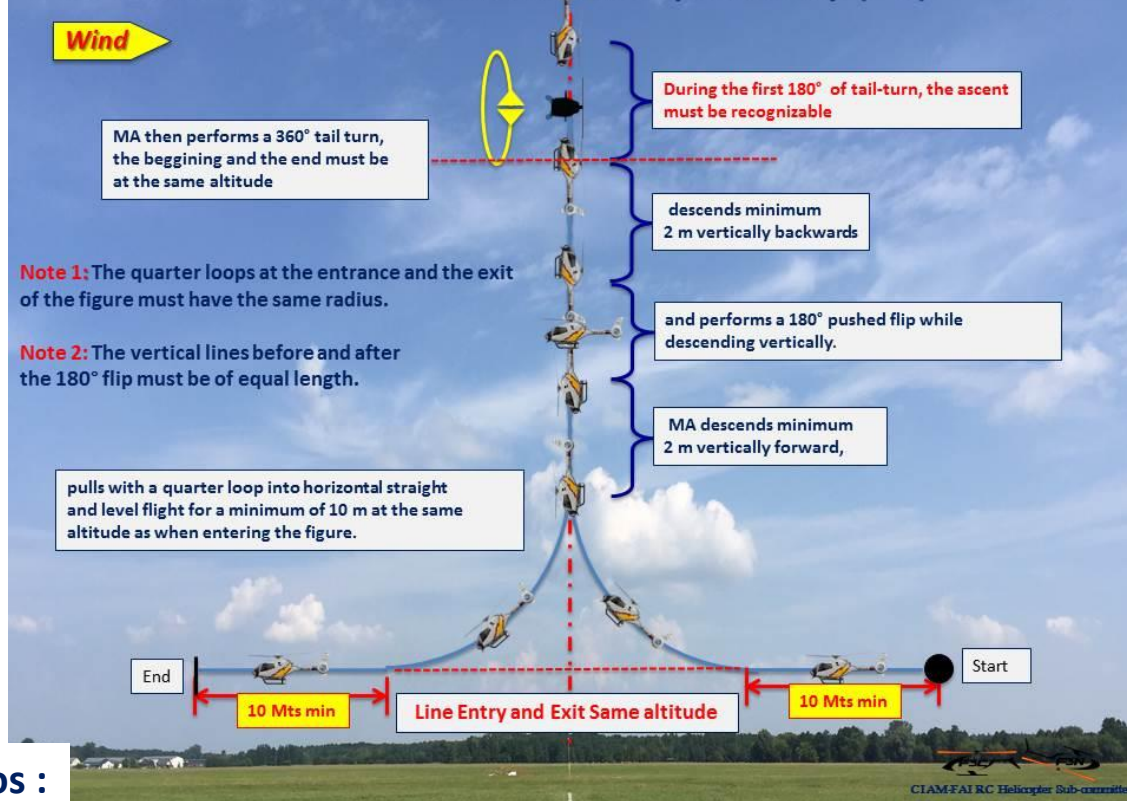 Wind
During the first 180° of tail-turn, the ascent
must be recognizable
MA then performs a 360° tail turn,
the beggining and the end must be
at the same altitude
descends minimum
2 m vertically backwards
Note 1: The quarter loops at the entrance and the exit
of the figure must have the same radius.
and performs a 180° pushed flip while
descending vertically.
Note 2: The vertical lines before and after
the 180° flip must be of equal length.
MA descends minimum
2 m vertically forward,
pulls with a quarter loop into horizontal straight
and level flight for a minimum of 10 m at the same
altitude as when entering the figure.
End
Start
10 Mts min
Line Entry and Exit Same altitude
10 Mts min
CIAM-FAI RC Helicopter Sub-committe
os :